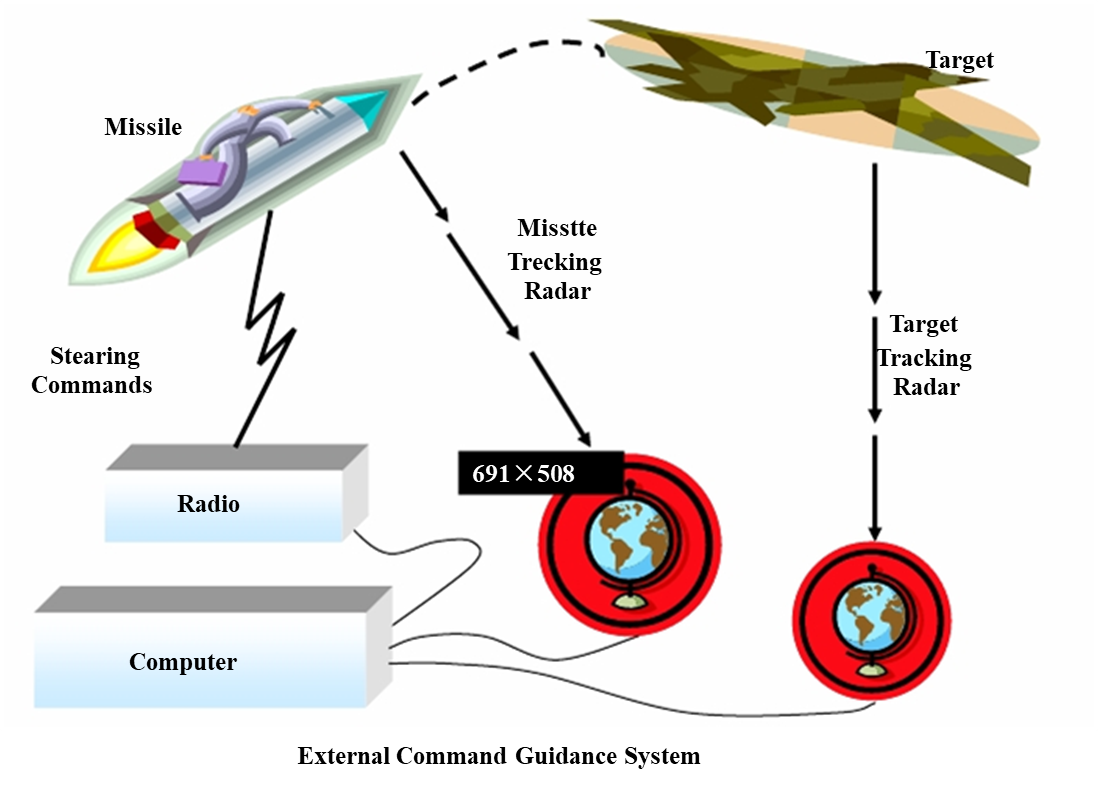 Target
Missile
Misstte
Trecking
Radar
Target
Tracking
Radar
Stearing
Commands
691×508
Radio
Computer
External Command Guidance System